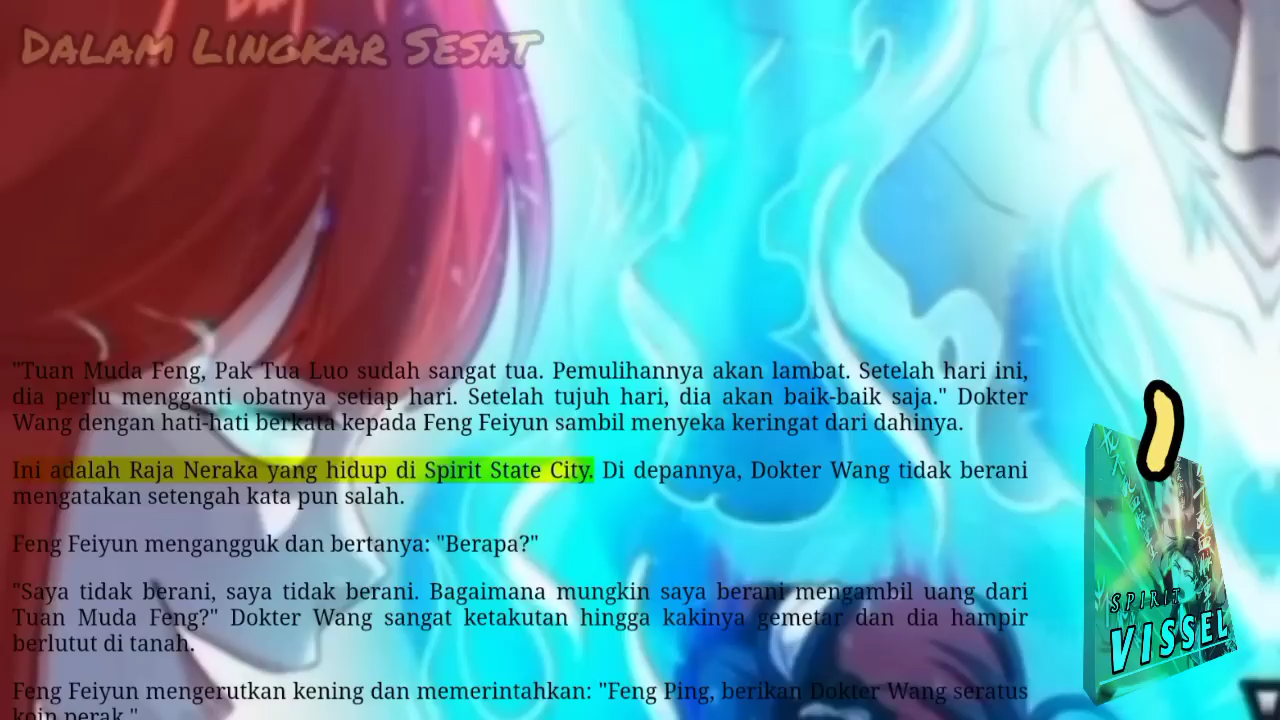 Dalam Lingkar Sesat
"Tuan Muda Feng, Pak Tua Luo sudah sangat tua. Pemulihannya akan lambat. Setelah hari ini,
dia perlu mengganti obatnya setiap hari. Setelah tujuh hari, dia akan baik-baik saja." Dokter
Wang dengan hati-hati berkata kepada Feng Feiyun sambil menyeka keringat dari dahinya.
Ini adalah Raja Neraka yang hidup di Spirit State City. Di depannya, Dokter Wang tidak berani
mengatakan setengah kata pun salah.
Feng Feiyun mengangguk dan bertanya: "Berapa?"
"Saya tidak berani, saya tidak berani. Bagaimana mungkin saya berani mengambil uang dari
Tuan Muda Feng?" Dokter Wang sangat ketakutan hingga kakinya gemetar dan dia hampir
berlutut di tanah.
Feng Feiyun mengerutkan kening dan memerintahkan: "Feng Ping, berikan Dokter Wang seratus
koin perak."
SPIRIT
VISSEL